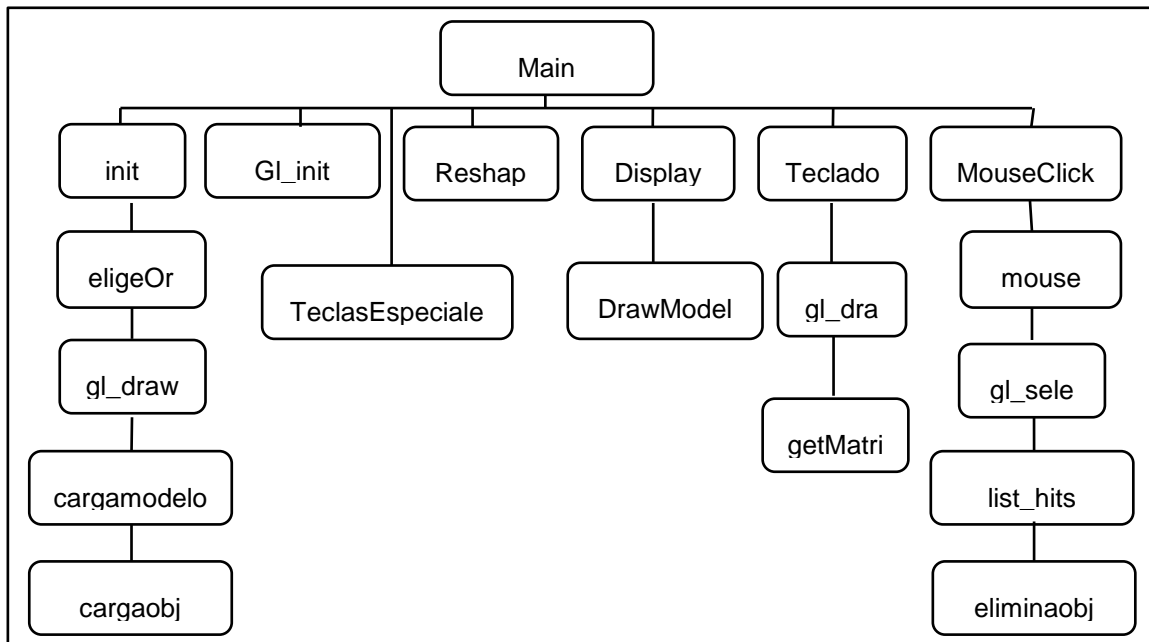 Main
init
Gl_init
Reshap
Display
Teclado
MouseClick
eligeOr
TeclasEspeciale
DrawModel
gl_dra
mouse
gl_draw
gl_sele
getMatri
cargamodelo
list_hits
cargaobj
eliminaobj